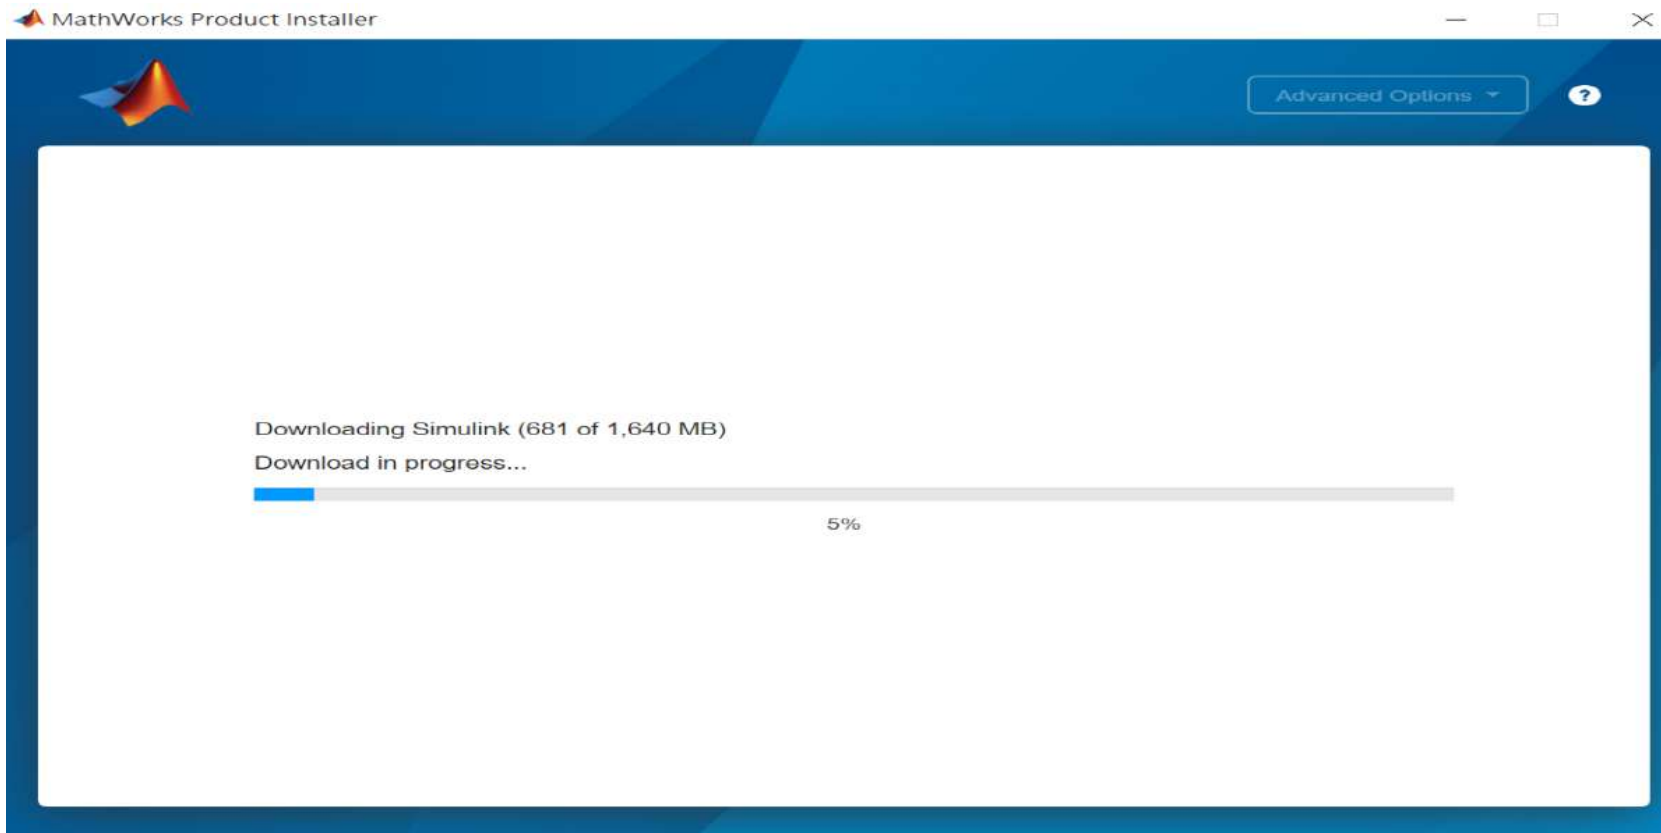 MathWorks Product Installer
Advanced Options
?
Downloading Simulink (681 of 1,640 MB)
Download in progress...
5%